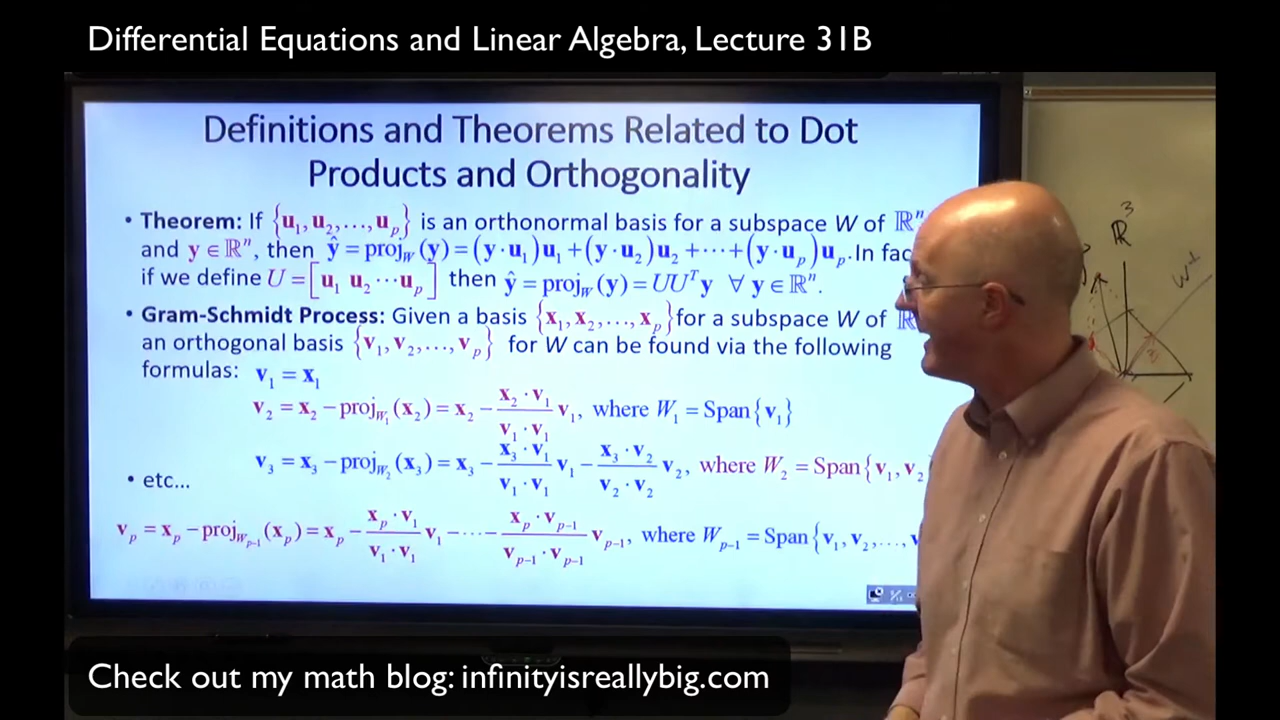 Differential Equations and Linear Algebra, Lecture 31B
Definitions and Theorems Related to Dot
Products and Orthogonality
• Theorem: If {u₁,u₂,…,uₚ} is an orthonormal basis for a subspace W of ℝⁿ
and y∈ℝⁿ, then ŷ = proj_W(y) = (y·u₁)u₁+(y·u₂)u₂+⋯+(y·uₚ)uₚ. In fac
if we define U = [u₁ u₂ ⋯ uₚ] then ŷ = proj_W(y) = UUᵀy ∀ y∈ℝⁿ.
• Gram-Schmidt Process: Given a basis {x₁,x₂,…,xₚ} for a subspace W of ℝ
an orthogonal basis {v₁,v₂,…,vₚ} for W can be found via the following
formulas: v₁ = x₁
v₂ = x₂ − proj_{W₁}(x₂) = x₂ − (x₂·v₁)/(v₁·v₁) v₁, where W₁ = Span{v₁}
v₃ = x₃ − proj_{W₂}(x₃) = x₃ − (x₃·v₁)/(v₁·v₁) v₁ − (x₃·v₂)/(v₂·v₂) v₂, where W₂ = Span{v₁,v₂
• etc…
vₚ = xₚ − proj_{Wₚ₋₁}(xₚ) = xₚ − (xₚ·v₁)/(v₁·v₁) v₁ − ⋯ − (xₚ·vₚ₋₁)/(vₚ₋₁·vₚ₋₁) vₚ₋₁, where Wₚ₋₁ = Span{v₁,v₂,…,v
ℝ³
W⊥
Check out my math blog: infinityisreallybig.com